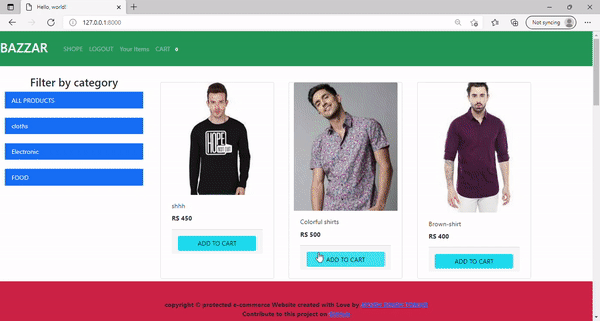 Hello, world!
127.0.0.1:8000
Not syncing
BAZZAR
SHOPE LOGOUT Your Items CART 0
Filter by category
ALL PRODUCTS
cloths
Electronic
FOOD
HOPE
shhh
RS 450
ADD TO CART
Colorful shirts
RS 500
ADD TO CART
Brown-shirt
RS 400
ADD TO CART
copyright © protected e-commerce Website created with Love by
Contribute to this project on